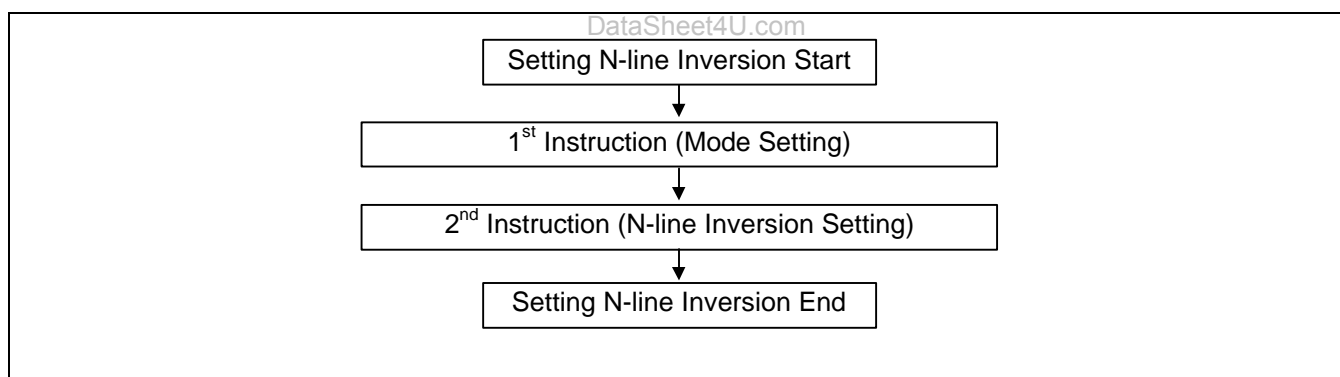 DataSheet4U.com
Setting N-line Inversion Start
1st Instruction (Mode Setting)
2nd Instruction (N-line Inversion Setting)
Setting N-line Inversion End